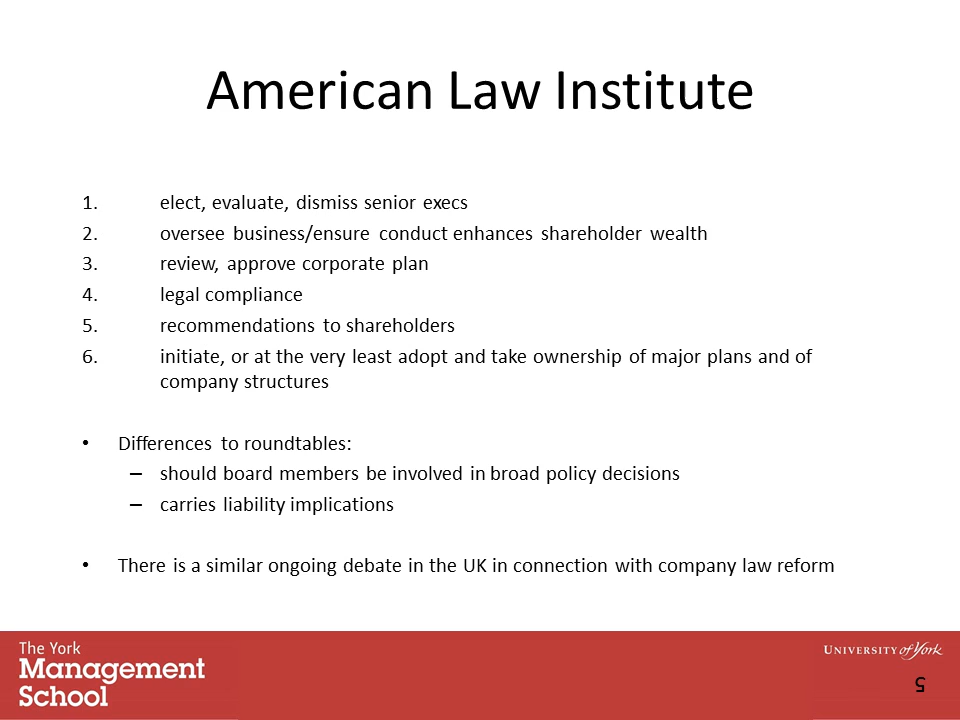 American Law Institute
1. elect, evaluate, dismiss senior execs
2. oversee business/ensure conduct enhances shareholder wealth
3. review, approve corporate plan
4. legal compliance
5. recommendations to shareholders
6. initiate, or at the very least adopt and take ownership of major plans and of
company structures
• Differences to roundtables:
– should board members be involved in broad policy decisions
– carries liability implications
• There is a similar ongoing debate in the UK in connection with company law reform
The York
Management
School
UNIVERSITY of York
5